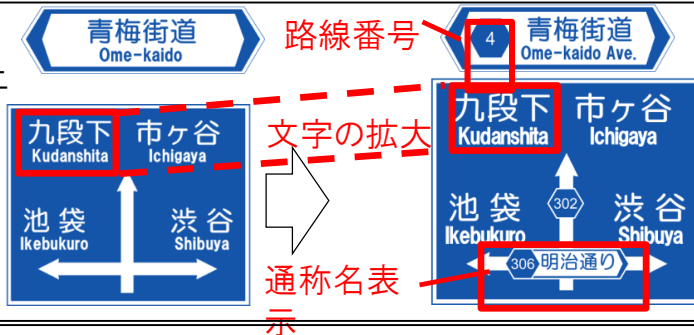 青梅街道
Ome-kaido
九段下 市ケ谷
Kudanshita Ichigaya
池袋 渋谷
Ikebukuro Shibuya
路線番号
文字の拡大
通称名表
示
4 青梅街道
Ome-kaido Ave.
九段下 市ケ谷
Kudanshita Ichigaya
302
池袋 渋谷
Ikebukuro Shibuya
306 明治通り